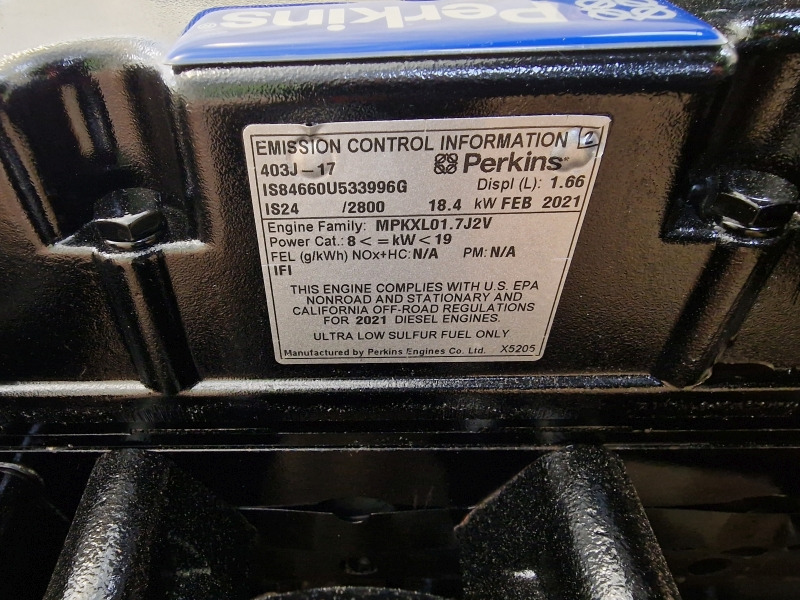 Perkins
EMISSION CONTROL INFORMATION 2
403J-17 Perkins
IS84660U533996G Displ (L): 1.66
IS24 /2800 18.4 kW FEB 2021
Engine Family: MPKXL01.7J2V
Power Cat.: 8 < = kW < 19
FEL (g/kWh) NOx+HC: N/A PM: N/A
IFI
THIS ENGINE COMPLIES WITH U.S. EPA
NONROAD AND STATIONARY AND
CALIFORNIA OFF-ROAD REGULATIONS
FOR 2021 DIESEL ENGINES.
ULTRA LOW SULFUR FUEL ONLY
Manufactured by Perkins Engines Co. Ltd. X5205